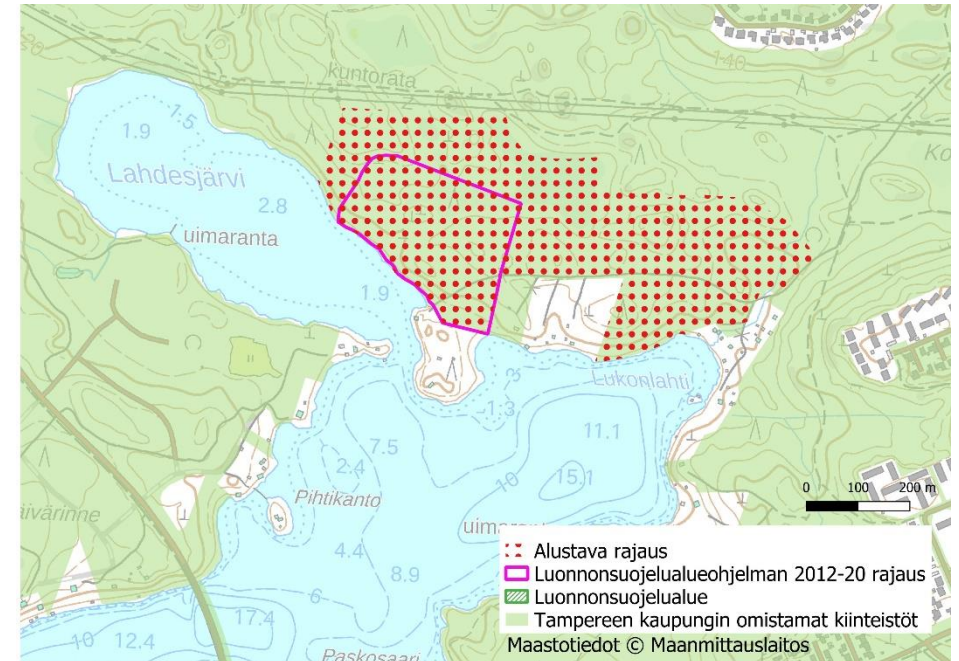 kuntorata
140
1.5
1.9
Lahdesjärvi
2.8
uimaranta
1.9
Lukonlahti
3
1.3
11.1
7.5
2.4
10
15.1
0 100 200 m
Pihtikanto
aivärinne
4.4
8.9
6
17.4
10 12.4
Paskosaari
Alustava rajaus
Luonnonsuojelualueohjelman 2012-20 rajaus
Luonnonsuojelualue
Tampereen kaupungin omistamat kiinteistöt
Maastotiedot © Maanmittauslaitos